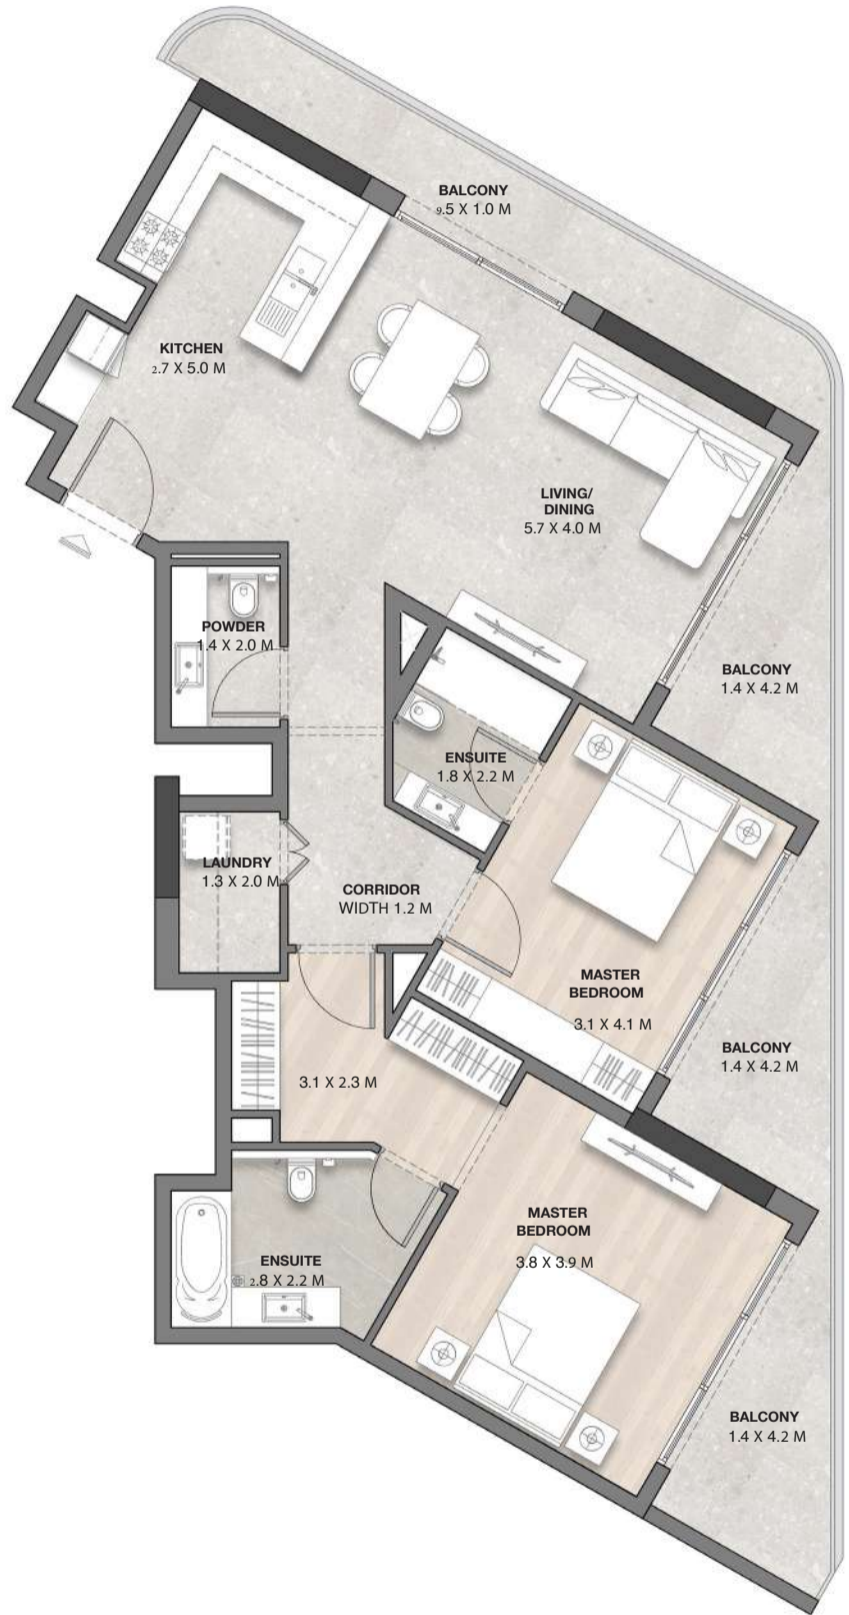 BALCONY
9.5 X 1.0 M
KITCHEN
2.7 X 5.0 M
LIVING/
DINING
5.7 X 4.0 M
POWDER
1.4 X 2.0 M
BALCONY
1.4 X 4.2 M
ENSUITE
1.8 X 2.2 M
LAUNDRY
1.3 X 2.0 M
CORRIDOR
WIDTH 1.2 M
MASTER
BEDROOM
3.1 X 4.1 M
BALCONY
1.4 X 4.2 M
3.1 X 2.3 M
MASTER
BEDROOM
3.8 X 3.9 M
ENSUITE
2.8 X 2.2 M
BALCONY
1.4 X 4.2 M